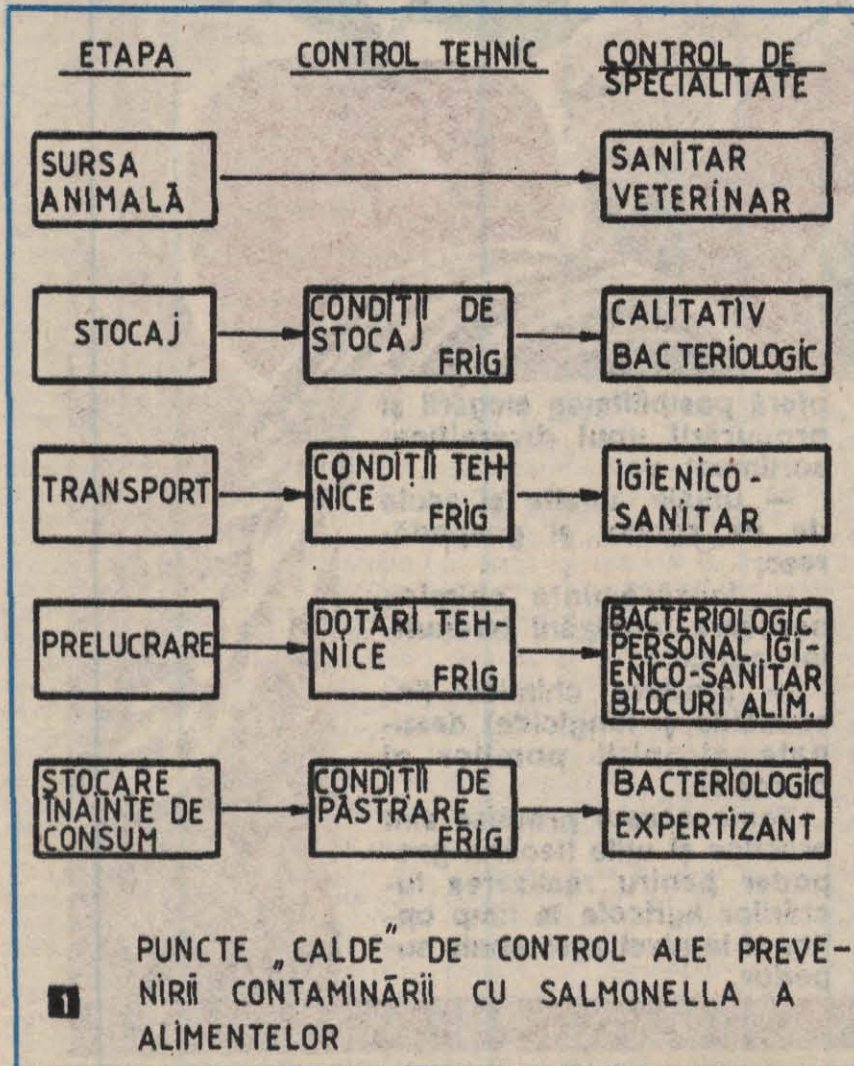 ETAPA CONTROL TEHNIC CONTROL DE
SPECIALITATE
SURSA
ANIMALĂ
SANITAR
VETERINAR
STOCAJ
CONDIȚII DE
STOCAJ
FRIG
CALITATIV
BACTERIOLOGIC
TRANSPORT
CONDIȚII TEH-
NICE
FRIG
IGIENICO-
SANITAR
PRELUCRARE
DOTĂRI TEH-
NICE
FRIG
BACTERIOLOGIC
PERSONAL IGI-
ENICO-SANITAR
BLOCURI ALIM.
STOCARE
ÎNAINTE DE
CONSUM
CONDIȚII DE
PĂSTRARE
FRIG
BACTERIOLOGIC
EXPERTIZANT
1
PUNCTE „CALDE” DE CONTROL ALE PREVE-
NIRII CONTAMINĂRII CU SALMONELLA A
ALIMENTELOR